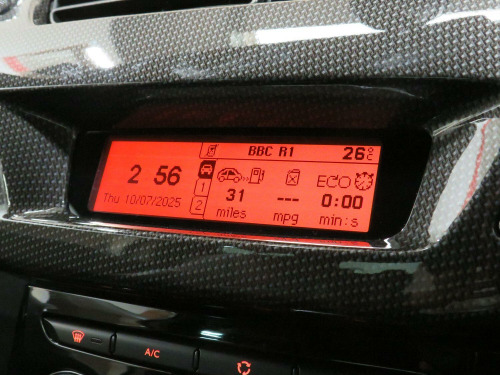 BBC R1 26°C
2 56
Thu 10/07/2025
1
2
31
miles
---
mpg
ECO
0:00
min:s
A/C